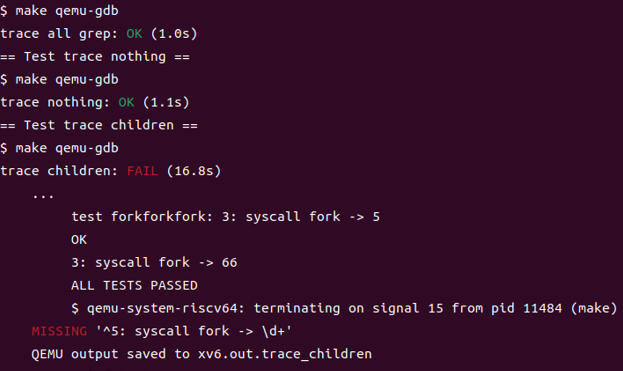 $ make qemu-gdb
trace all grep: OK (1.0s)
== Test trace nothing ==
$ make qemu-gdb
trace nothing: OK (1.1s)
== Test trace children ==
$ make qemu-gdb
trace children: FAIL (16.8s)
...
test forkforkfork: 3: syscall fork -> 5
OK
3: syscall fork -> 66
ALL TESTS PASSED
$ qemu-system-riscv64: terminating on signal 15 from pid 11484 (make)
MISSING '^5: syscall fork -> \d+'
QEMU output saved to xv6.out.trace_children